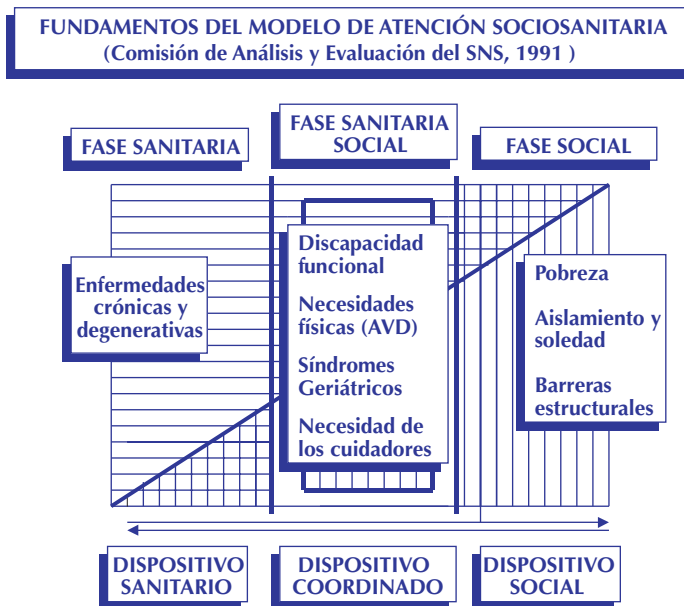 FUNDAMENTOS DEL MODELO DE ATENCIÓN SOCIOSANITARIA
(Comisión de Análisis y Evaluación del SNS, 1991 )
FASE SANITARIA
FASE SANITARIA
SOCIAL
FASE SOCIAL
Enfermedades
crónicas y
degenerativas
Discapacidad
funcional
Necesidades
físicas (AVD)
Síndromes
Geriátricos
Necesidad de
los cuidadores
Pobreza
Aislamiento y
soledad
Barreras
estructurales
DISPOSITIVO
SANITARIO
DISPOSITIVO
COORDINADO
DISPOSITIVO
SOCIAL